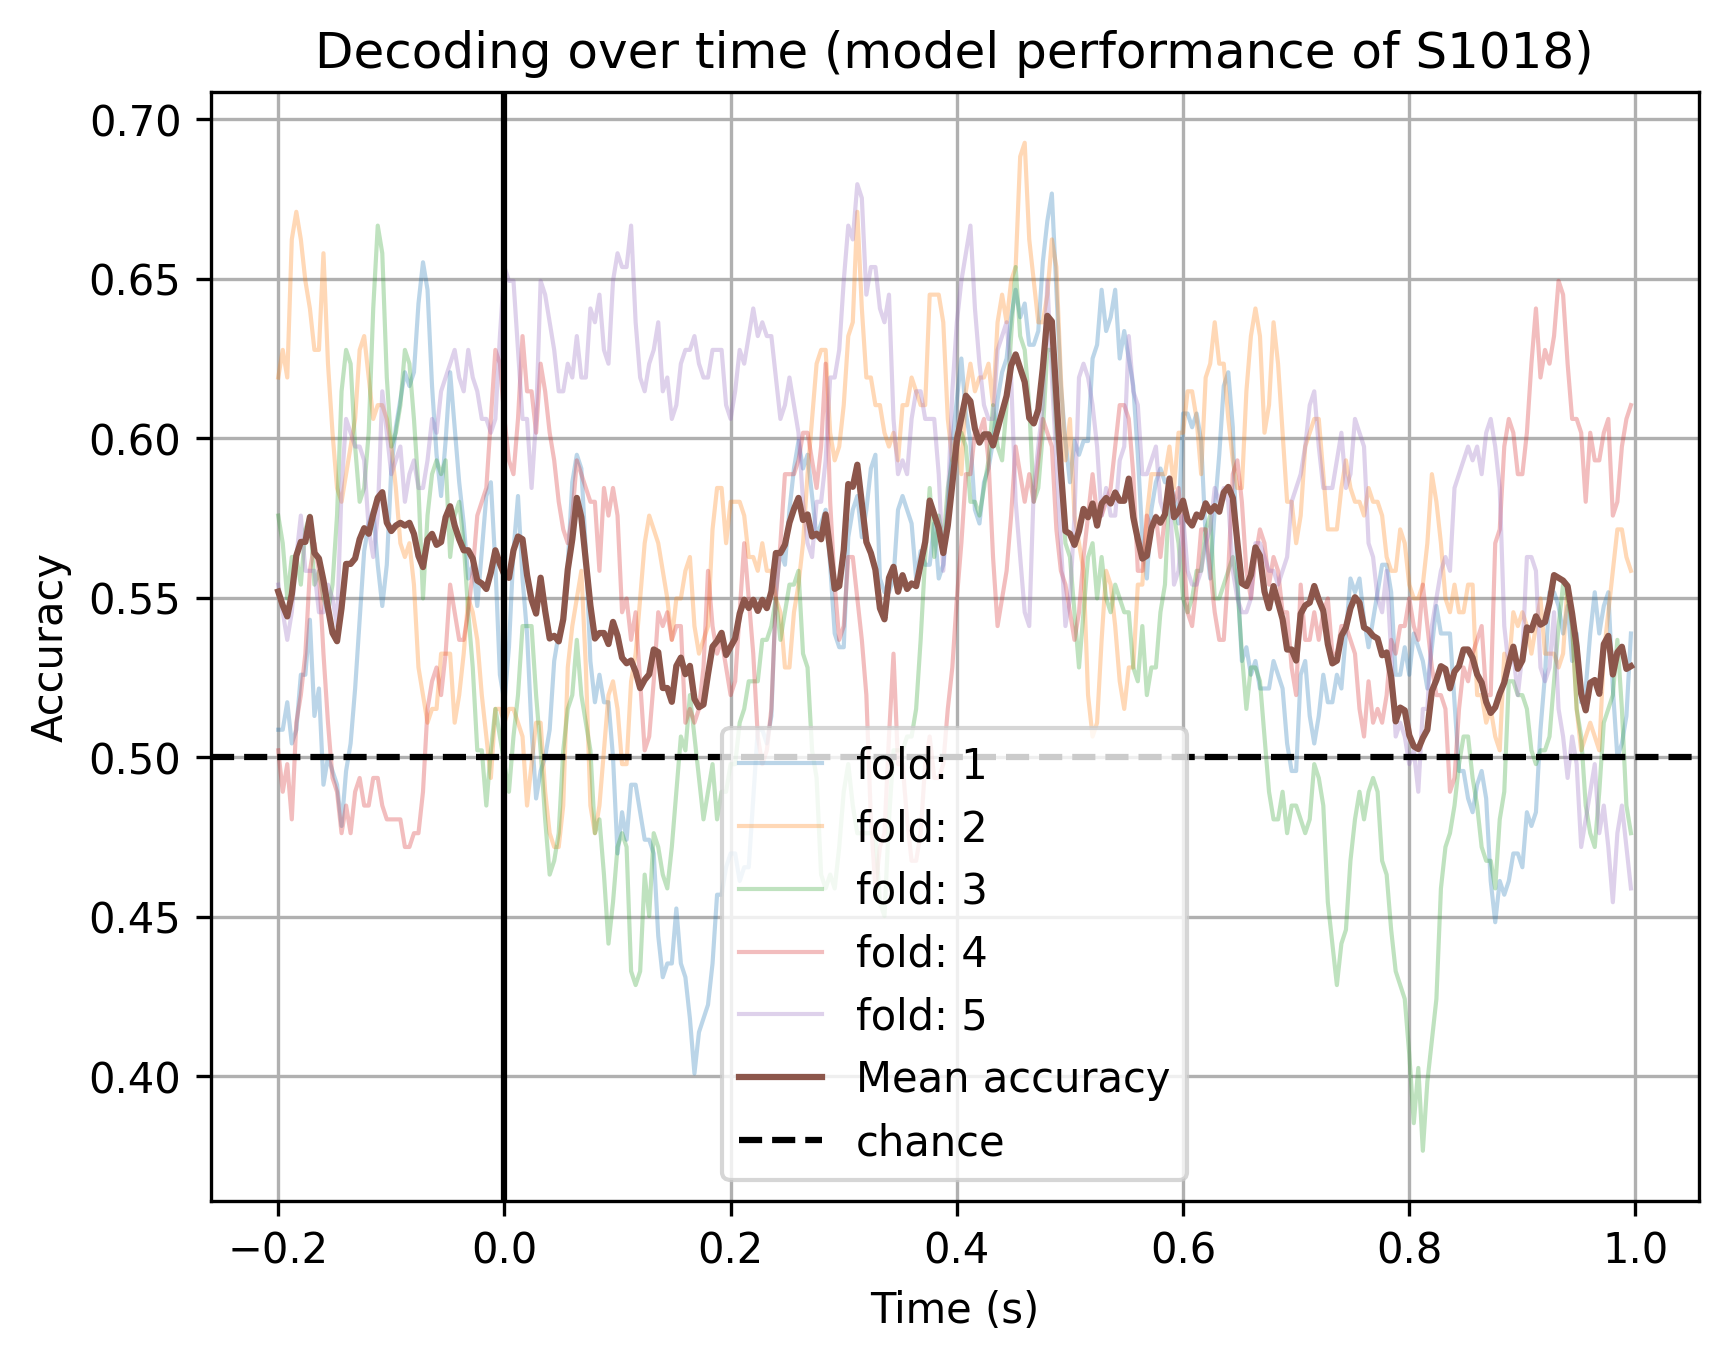 Decoding over time (model performance of S1018)
Accuracy
0.70
0.65
0.60
0.55
0.50
0.45
0.40
fold: 1
fold: 2
fold: 3
fold: 4
fold: 5
Mean accuracy
chance
−0.2
0.0
0.2
0.4
0.6
0.8
1.0
Time (s)